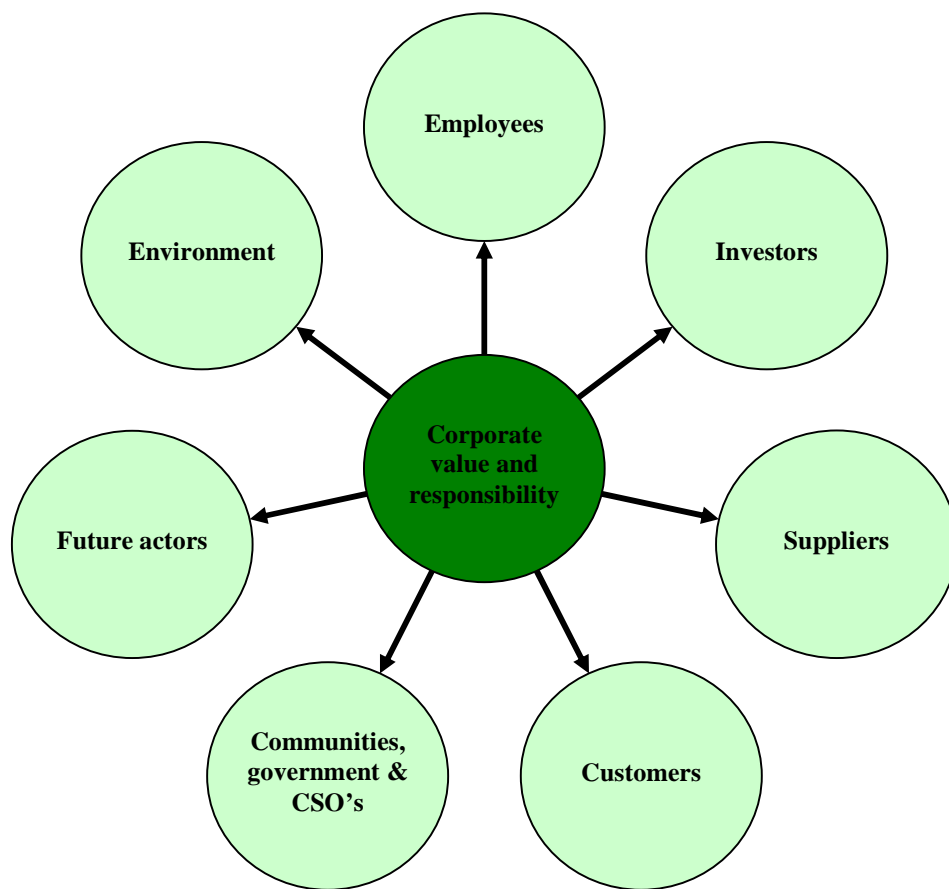 Employees
Environment
Investors
Corporate
value and
responsibility
Future actors
Suppliers
Communities,
government &
CSO’s
Customers